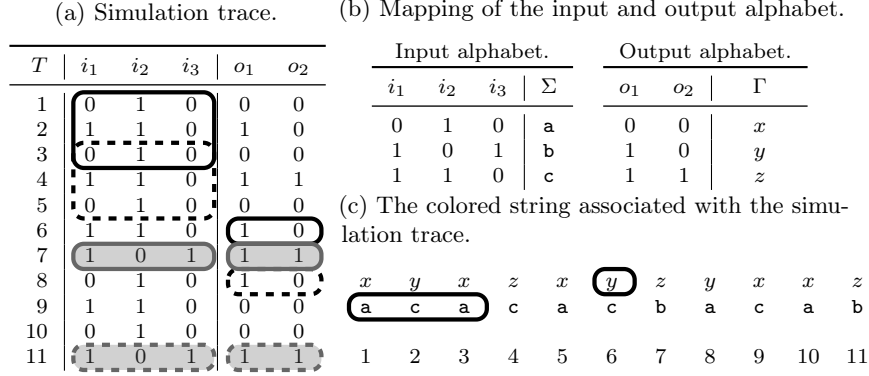 (a) Simulation trace.
T i1 i2 i3 o1 o2
1 0 1 0 0 0
2 1 1 0 1 0
3 0 1 0 0 0
4 1 1 0 1 1
5 0 1 0 0 0
6 1 1 0 1 0
7 1 0 1 1 1
8 0 1 0 1 0
9 1 1 0 0 0
10 0 1 0 0 0
11 1 0 1 1 1
(b) Mapping of the input and output alphabet.
Input alphabet. Output alphabet.
i1 i2 i3 Σ o1 o2 Γ
0 1 0 a 0 0 x
1 0 1 b 1 0 y
1 1 0 c 1 1 z
(c) The colored string associated with the simu-
lation trace.
x y x z x y z y x x z
a c a c a c b a c a b
1 2 3 4 5 6 7 8 9 10 11